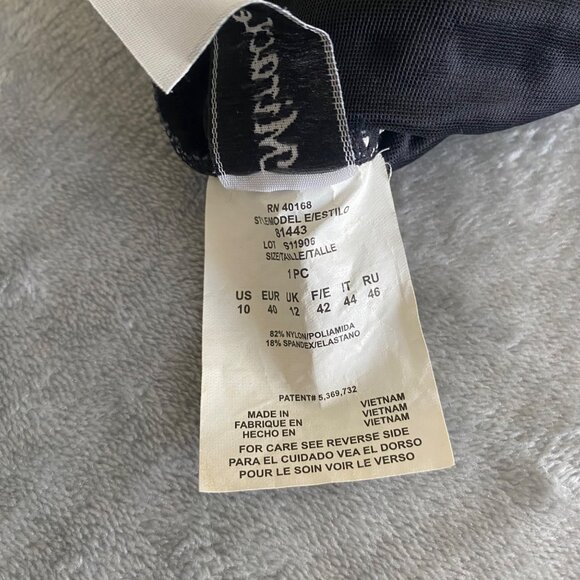 Mirac
RN 40168
STYLE/MODEL E/ESTILO
81443
LOT S11906
SIZE/TAILLE/TALLE
1PC
US EUR UK F/E IT RU
10 40 12 42 44 46
82% NYLON/POLIAMIDA
18% SPANDEX/ELASTANO
PATENT# 5,369,732
MADE IN VIETNAM
FABRIQUE EN VIETNAM
HECHO EN VIETNAM
FOR CARE SEE REVERSE SIDE
PARA EL CUIDADO VEA EL DORSO
POUR LE SOIN VOIR LE VERSO